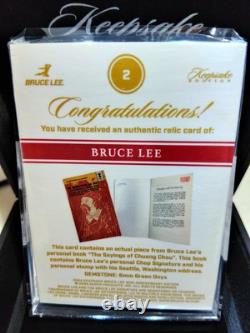 Keepsake
BRUCE LEE.
2
Keepsake
EDITION
Congratulations!
You have received an authentic relic card of:
BRUCE LEE
This card contains an actual piece from Bruce Lee's
personal book "The Sayings of Chuang Chou". This book
contains Bruce Lee's personal Chop Signature and his
personal stamp with his Seattle, Washington address.
GEMSTONE: 6mm Green Onyx